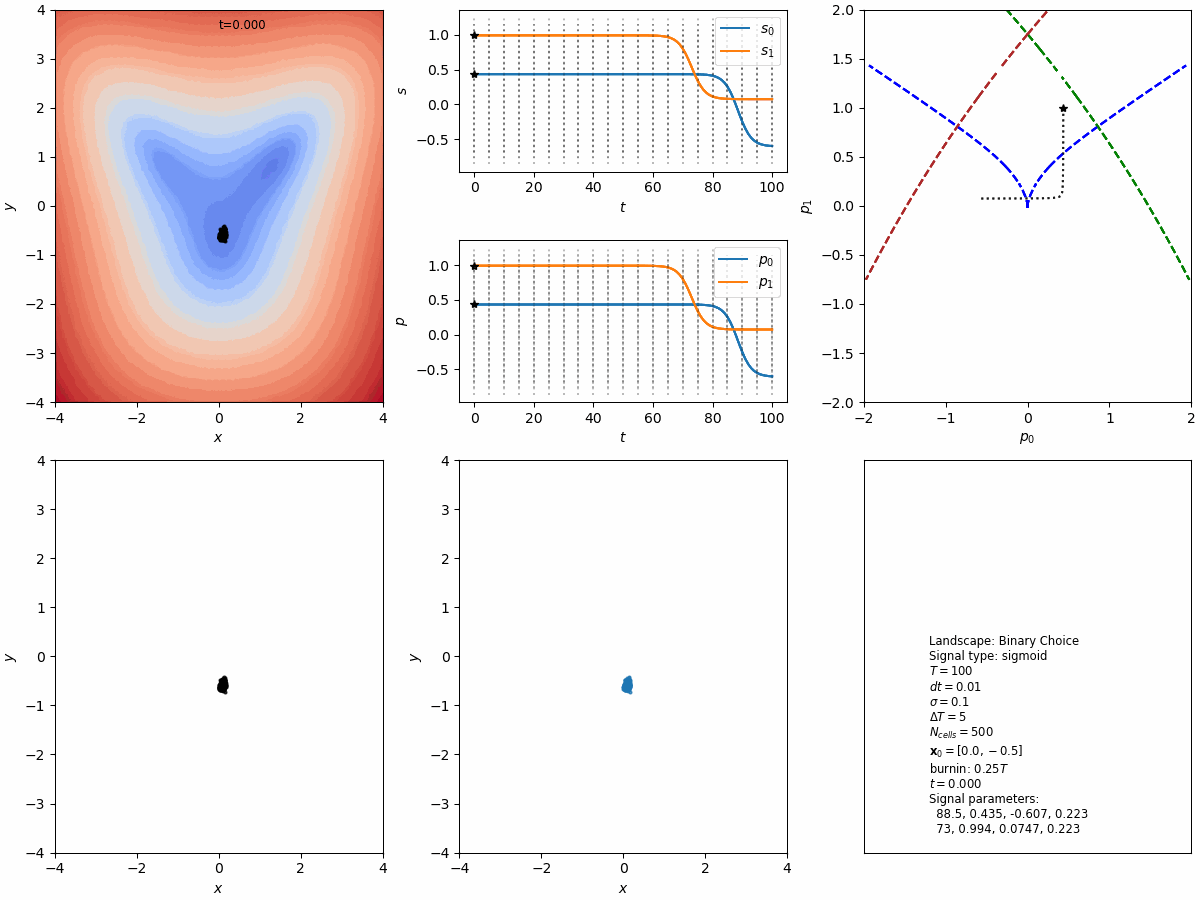 t=0.000
4
3
2
1
0
−1
−2
−3
−4
y
−4 −2 0 2 4
x
1.0
0.5
0.0
−0.5
s
s₀
s₁
0 20 40 60 80 100
t
1.0
0.5
0.0
−0.5
p
p₀
p₁
0 20 40 60 80 100
t
2.0
1.5
1.0
0.5
0.0
−0.5
−1.0
−1.5
−2.0
p₁
−2 −1 0 1 2
p₀
4
3
2
1
0
−1
−2
−3
−4
y
−4 −2 0 2 4
x
4
3
2
1
0
−1
−2
−3
−4
y
−4 −2 0 2 4
x
Landscape: Binary Choice
Signal type: sigmoid
T = 100
dt = 0.01
σ = 0.1
ΔT = 5
N_cells = 500
x₀ = [0.0, −0.5]
burnin: 0.25T
t = 0.000
Signal parameters:
88.5, 0.435, -0.607, 0.223
73, 0.994, 0.0747, 0.223